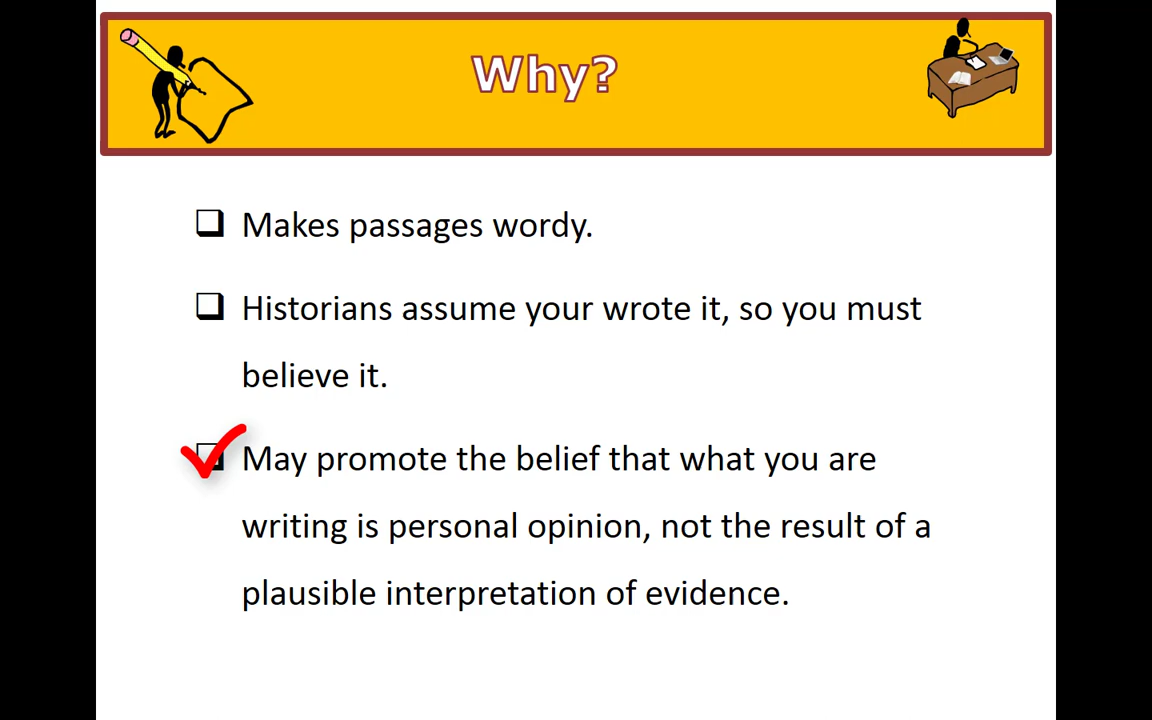 Why?
Makes passages wordy.
Historians assume your wrote it, so you must
believe it.
May promote the belief that what you are
writing is personal opinion, not the result of a
plausible interpretation of evidence.